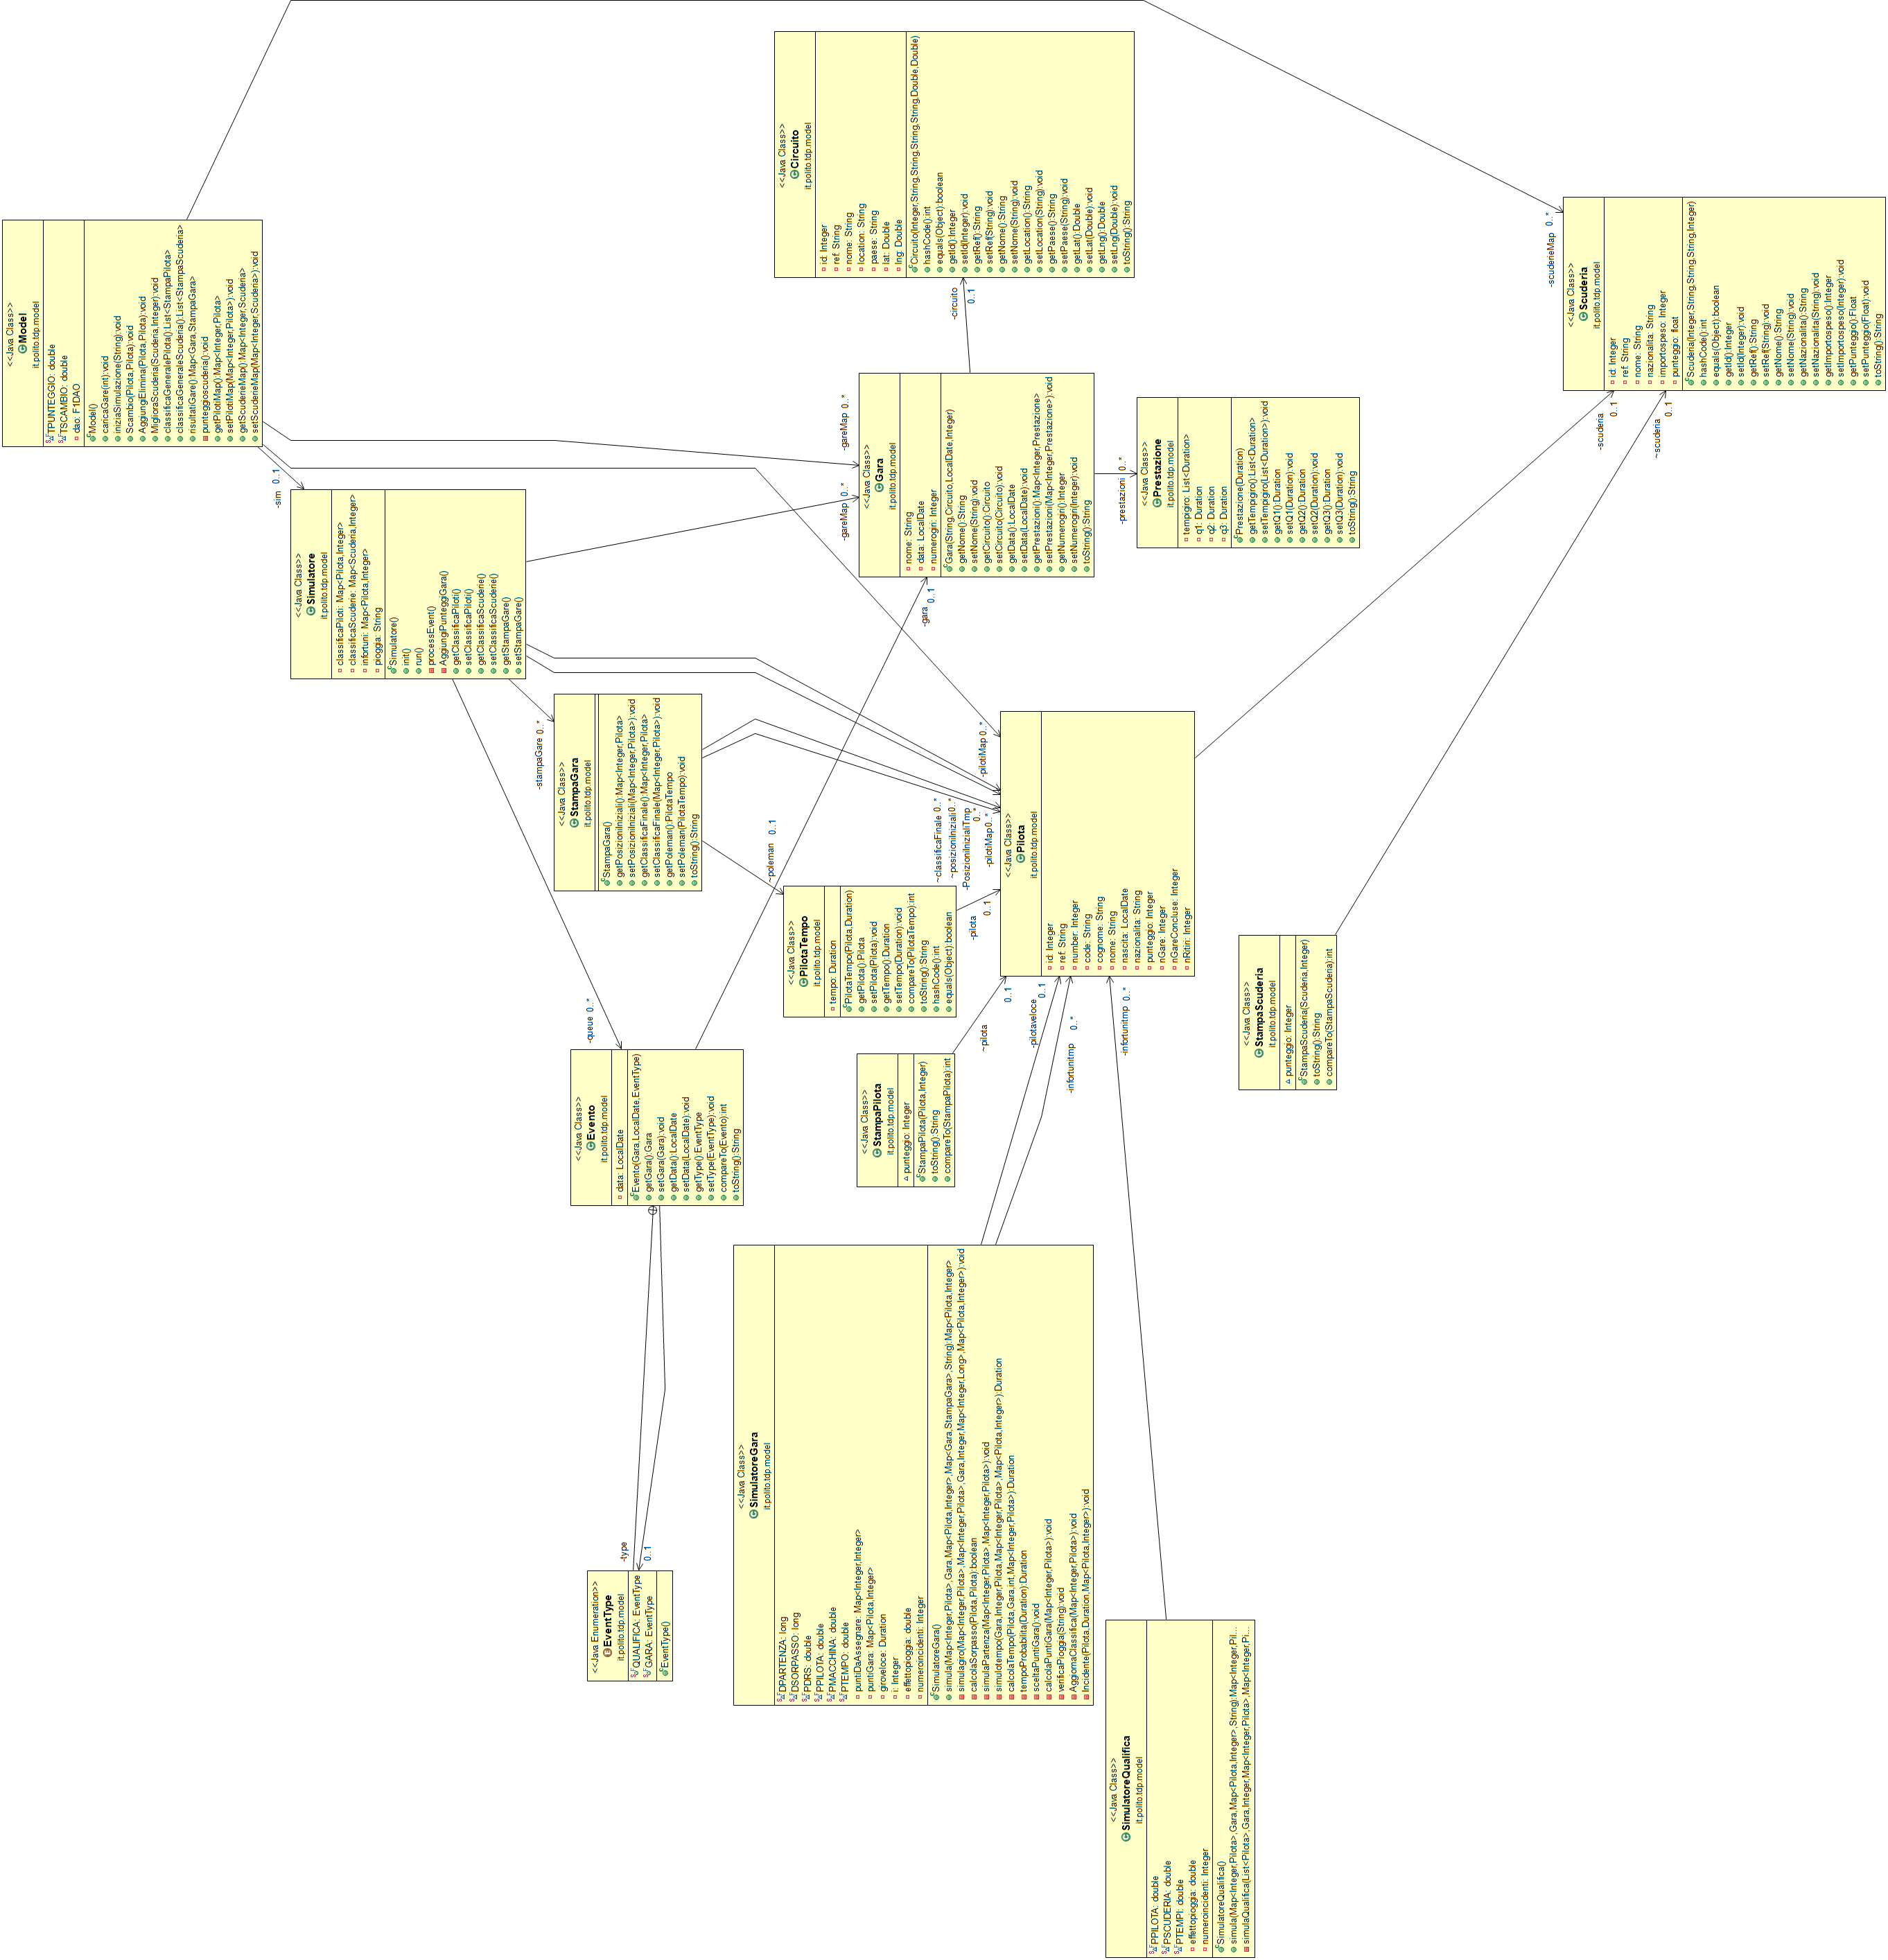 <<Java Class>>
Model
it.polito.tdp.model
TPUNTEGGIO: double
TSCAMBIO: double
dao: F1DAO
Model()
caricaGare(int):void
iniziaSimulazione(String):void
Scambio(Pilota,Pilota):void
AggiungiElimina(Pilota,Pilota):void
MiglioraScuderia(Scuderia,Integer):void
classificaGeneralePilota():List<StampaPilota>
classificaGeneraleScuderia():List<StampaScuderia>
risultatiGare():Map<Gara,StampaGara>
punteggioscuderia():void
getPilotiMap():Map<Integer,Pilota>
setPilotiMap(Map<Integer,Pilota>):void
getScuderieMap():Map<Integer,Scuderia>
setScuderieMap(Map<Integer,Scuderia>):void
-sim 0..1
<<Java Class>>
Simulatore
it.polito.tdp.model
classificaPiloti: Map<Pilota,Integer>
classificaScuderie: Map<Scuderia,Integer>
infortuni: Map<Pilota,Integer>
pioggia: String
Simulatore()
init()
run()
processEvent()
AggiungiPunteggiGara()
getClassificaPiloti()
setClassificaPiloti()
getClassificaScuderie()
setClassificaScuderie()
getStampaGare()
setStampaGare()
<<Java Class>>
Circuito
it.polito.tdp.model
id: Integer
ref: String
nome: String
location: String
paese: String
lat: Double
lng: Double
Circuito(Integer,String,String,String,String,Double,Double)
hashCode():int
equals(Object):boolean
getId():Integer
setId(Integer):void
getRef():String
setRef(String):void
getNome():String
setNome(String):void
getLocation():String
setLocation(String):void
getPaese():String
setPaese(String):void
getLat():Double
setLat(Double):void
getLng():Double
setLng(Double):void
toString():String
-circuito
0..1
-gareMap 0..*
-gareMap 0..*
<<Java Class>>
Gara
it.polito.tdp.model
nome: String
data: LocalDate
numerogiri: Integer
Gara(String,Circuito,LocalDate,Integer)
getNome():String
setNome(String):void
getCircuito():Circuito
setCircuito(Circuito):void
getData():LocalDate
setData(LocalDate):void
getPrestazioni():Map<Integer,Prestazione>
setPrestazioni(Map<Integer,Prestazione>):void
getNumerogiri():Integer
setNumerogiri(Integer):void
toString():String
-gara 0..1
-prestazioni 0..*
<<Java Class>>
Prestazione
it.polito.tdp.model
tempigiro: List<Duration>
q1: Duration
q2: Duration
q3: Duration
Prestazione(Duration)
getTempigiro():List<Duration>
setTempigiro(List<Duration>):void
getQ1():Duration
setQ1(Duration):void
getQ2():Duration
setQ2(Duration):void
getQ3():Duration
setQ3(Duration):void
toString():String
-scuderieMap 0..*
<<Java Class>>
Scuderia
it.polito.tdp.model
id: Integer
ref: String
nome: String
nazionalita: String
importospeso: Integer
punteggio: float
Scuderia(Integer,String,String,String,Integer)
hashCode():int
equals(Object):boolean
getId():Integer
setId(Integer):void
getRef():String
setRef(String):void
getNome():String
setNome(String):void
getNazionalita():String
setNazionalita(String):void
getImportospeso():Integer
setImportospeso(Integer):void
getPunteggio():Float
setPunteggio(Float):void
toString():String
-scuderia
0..1
~scuderia
0..1
-stampaGare 0..*
<<Java Class>>
StampaGara
it.polito.tdp.model
StampaGara()
getPosizioniIniziali():Map<Integer,Pilota>
setPosizioniIniziali(Map<Integer,Pilota>):void
getClassificaFinale():Map<Integer,Pilota>
setClassificaFinale(Map<Integer,Pilota>):void
getPoleman():PilotaTempo
setPoleman(PilotaTempo):void
toString():String
~poleman 0..1
<<Java Class>>
PilotaTempo
it.polito.tdp.model
tempo: Duration
PilotaTempo(Pilota,Duration)
getPilota():Pilota
setPilota(Pilota):void
getTempo():Duration
setTempo(Duration):void
compareTo(PilotaTempo):int
toString():String
hashCode():int
equals(Object):boolean
-pilota 0..1
~classificaFinale 0..*
~posizioniIniziali 0..*
-PosizioniInizialiTmp
0..*
-pilotiMap 0..*
-pilotiMap 0..*
<<Java Class>>
Pilota
it.polito.tdp.model
id: Integer
ref: String
number: Integer
code: String
cognome: String
nome: String
nascita: LocalDate
nazionalita: String
punteggio: Integer
nGare: Integer
nGareConcluse: Integer
nRitiri: Integer
-queue 0..*
<<Java Class>>
Evento
it.polito.tdp.model
data: LocalDate
Evento(Gara,LocalDate,EventType)
getGara():Gara
setGara(Gara):void
getData():LocalDate
setData(LocalDate):void
getType():EventType
setType(EventType):void
compareTo(Evento):int
toString():String
~pilota
0..1
<<Java Class>>
StampaPilota
it.polito.tdp.model
punteggio: Integer
StampaPilota(Pilota,Integer)
toString():String
compareTo(StampaPilota):int
-pilotaveloce
0..1
-infortunitmp 0..*
-infortunitmp 0..*
<<Java Class>>
StampaScuderia
it.polito.tdp.model
punteggio: Integer
StampaScuderia(Scuderia,Integer)
toString():String
compareTo(StampaScuderia):int
-type
0..1
<<Java Enumeration>>
EventType
it.polito.tdp.model
QUALIFICA: EventType
GARA: EventType
EventType()
<<Java Class>>
SimulatoreGara
it.polito.tdp.model
DPARTENZA: long
DSORPASSO: long
PDRS: double
PPILOTA: double
PMACCHINA: double
PTEMPO: double
puntiDaAssegnare: Map<Integer,Integer>
puntiGara: Map<Pilota,Integer>
giroveloce: Duration
i: Integer
effettopioggia: double
numeroincidenti: Integer
SimulatoreGara()
simula(Map<Integer,Pilota>,Gara,Map<Pilota,Integer>,Map<Gara,StampaGara>,String):Map<Pilota,Integer>
simulagiro(Map<Integer,Pilota>,Map<Integer,Pilota>,Gara,Integer,Map<Integer,Long>,Map<Pilota,Integer>):void
calcolaSorpasso(Pilota,Pilota):boolean
simulaPartenza(Map<Integer,Pilota>,Map<Integer,Pilota>):void
simulotempo(Gara,Integer,Pilota,Map<Integer,Pilota>,Map<Pilota,Integer>):Duration
calcolaTempo(Pilota,Gara,int,Map<Integer,Pilota>):Duration
tempoProbabilita(Duration):Duration
sceltaPuntiGara():void
calcolaPuntiGara(Map<Integer,Pilota>):void
verificaPioggia(String):void
AggiornaClassifica(Map<Integer,Pilota>):void
Incidente(Pilota,Duration,Map<Pilota,Integer>):void
<<Java Class>>
SimulatoreQualifica
it.polito.tdp.model
PPILOTA: double
PSCUDERIA: double
PTEMPI: double
effettopioggia: double
numeroincidenti: Integer
SimulatoreQualifica()
simula(Map<Integer,Pilota>,Gara,Map<Pilota,Integer>,String):Map<Integer,Pil...
simulaQualifica(List<Pilota>,Gara,Integer,Map<Integer,Pilota>,Map<Integer,Pi...